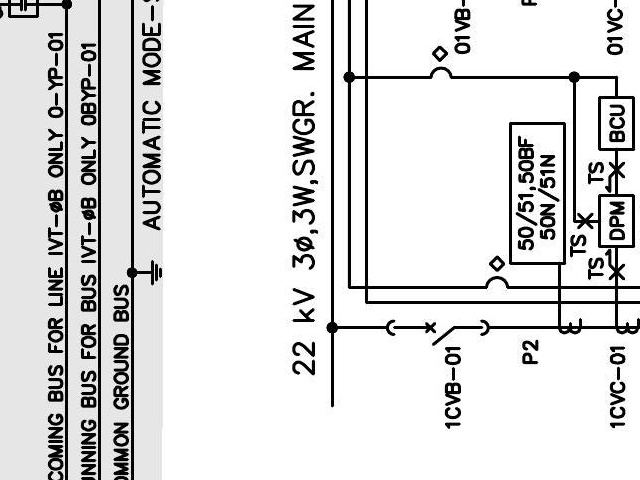 COMING BUS FOR LINE IVT-øB ONLY 0-YP-01
UNNING BUS FOR BUS IVT-øB ONLY 0BYP-01
OMMON GROUND BUS
AUTOMATIC MODE-S
22 kV 3ø,3W,SWGR. MAIN
01VB-
1CVB-01
50/51,50BF
50N/51N
P2
TS
TS
TS
BCU
DPM
01VC-
1CVC-01